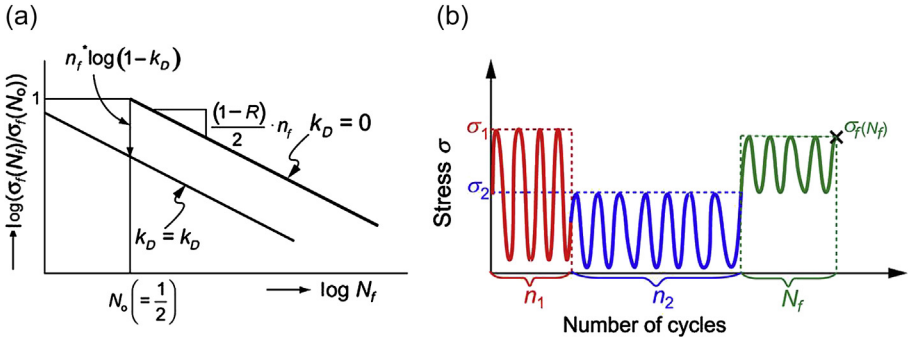 (a)
n_f* log(1−k_D)
1
(1−R)/2 · n_f
k_D = 0
k_D = k_D
log(σ_f(N_f)/σ_f(N_o))
log N_f
N_o(=1/2)
(b)
Stress σ
σ_1
σ_2
σ_f(N_f)
n_1
n_2
N_f
Number of cycles